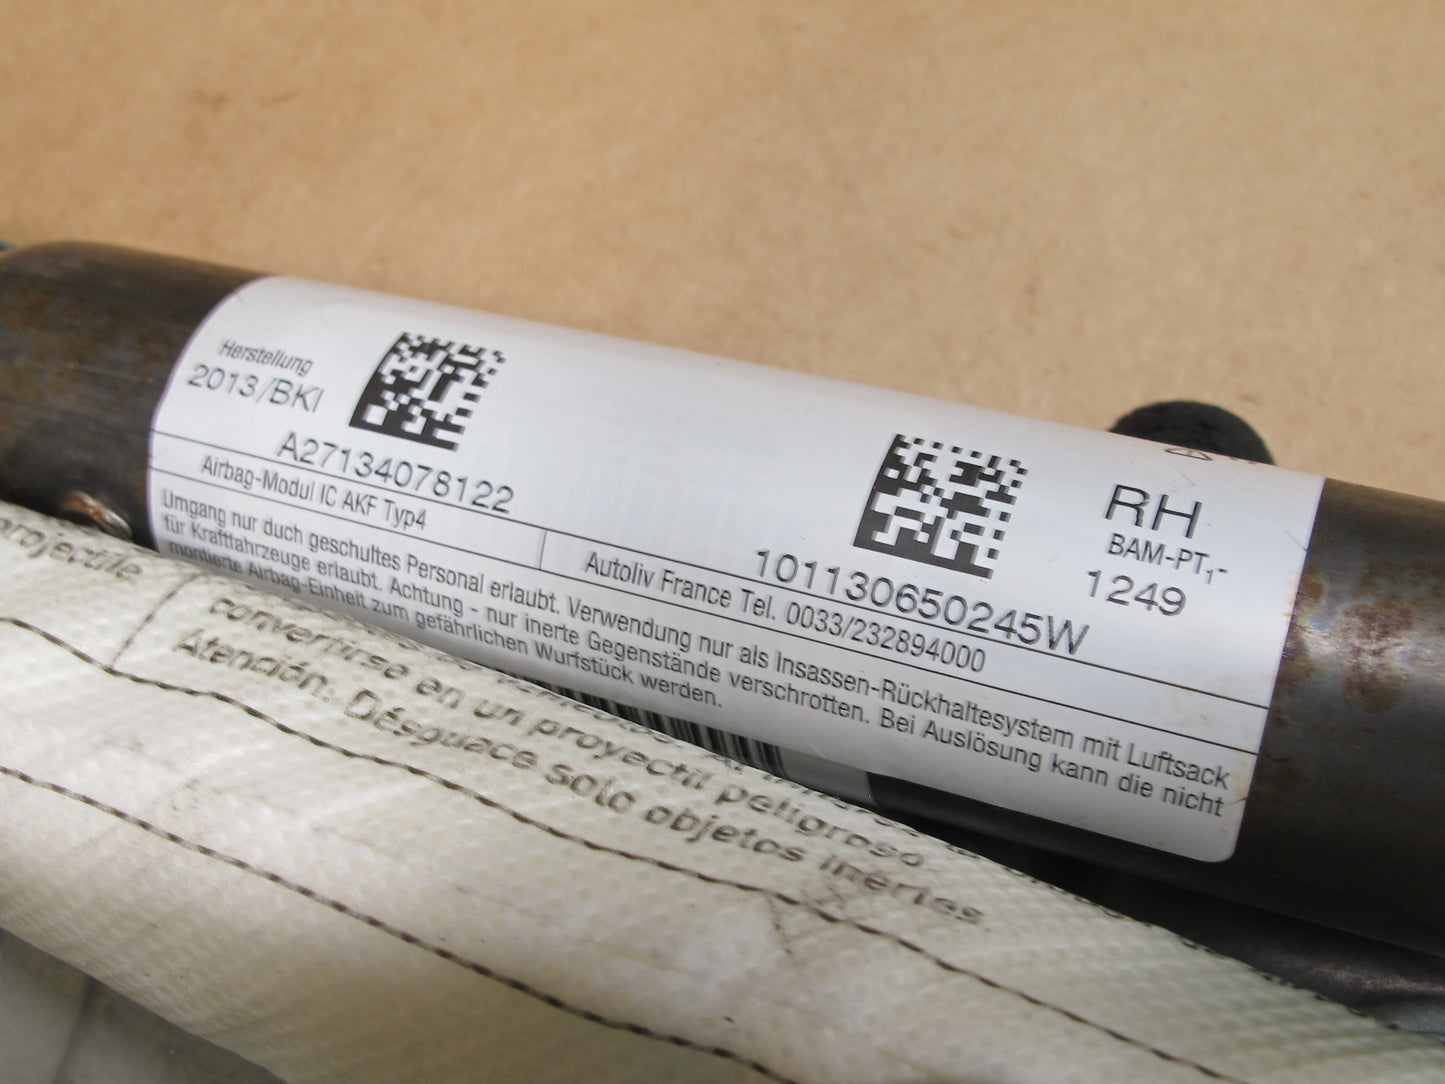 Herstellung
2013/BKI
A27134078122
Airbag-Modul IC AKF Typ4
101130650245W
RH
BAM-PT₁-
1249
Autoliv France Tel. 0033/232894000
Umgang nur duch geschultes Personal erlaubt. Verwendung nur als Insassen-Rückhaltesystem mit Luftsack
für Kraftfahrzeuge erlaubt. Achtung - nur inerte Gegenstände verschrotten. Bei Auslösung kann die nicht
montierte Airbag-Einheit zum gefährlichen Wurfstück werden.
projectile.
convertirse en un proyectil peligroso
Atención: Désguace solo objetos inertes